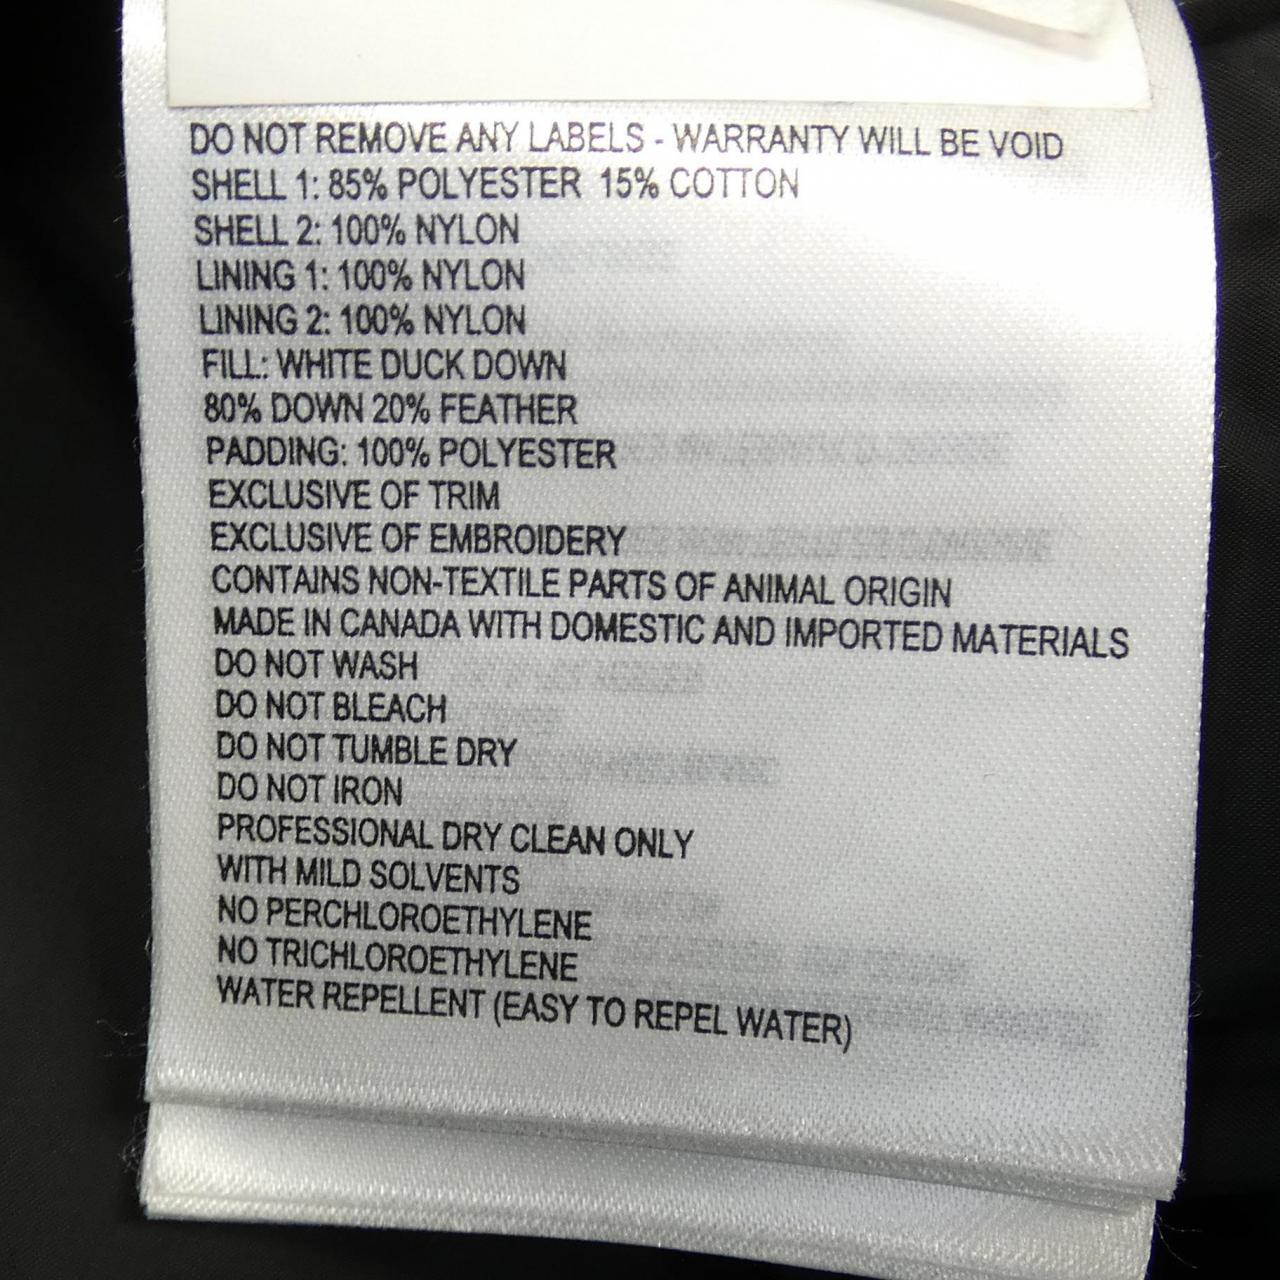 DO NOT REMOVE ANY LABELS - WARRANTY WILL BE VOID
SHELL 1: 85% POLYESTER 15% COTTON
SHELL 2: 100% NYLON
LINING 1: 100% NYLON
LINING 2: 100% NYLON
FILL: WHITE DUCK DOWN
80% DOWN 20% FEATHER
PADDING: 100% POLYESTER
EXCLUSIVE OF TRIM
EXCLUSIVE OF EMBROIDERY
CONTAINS NON-TEXTILE PARTS OF ANIMAL ORIGIN
MADE IN CANADA WITH DOMESTIC AND IMPORTED MATERIALS
DO NOT WASH
DO NOT BLEACH
DO NOT TUMBLE DRY
DO NOT IRON
PROFESSIONAL DRY CLEAN ONLY
WITH MILD SOLVENTS
NO PERCHLOROETHYLENE
NO TRICHLOROETHYLENE
WATER REPELLENT (EASY TO REPEL WATER)